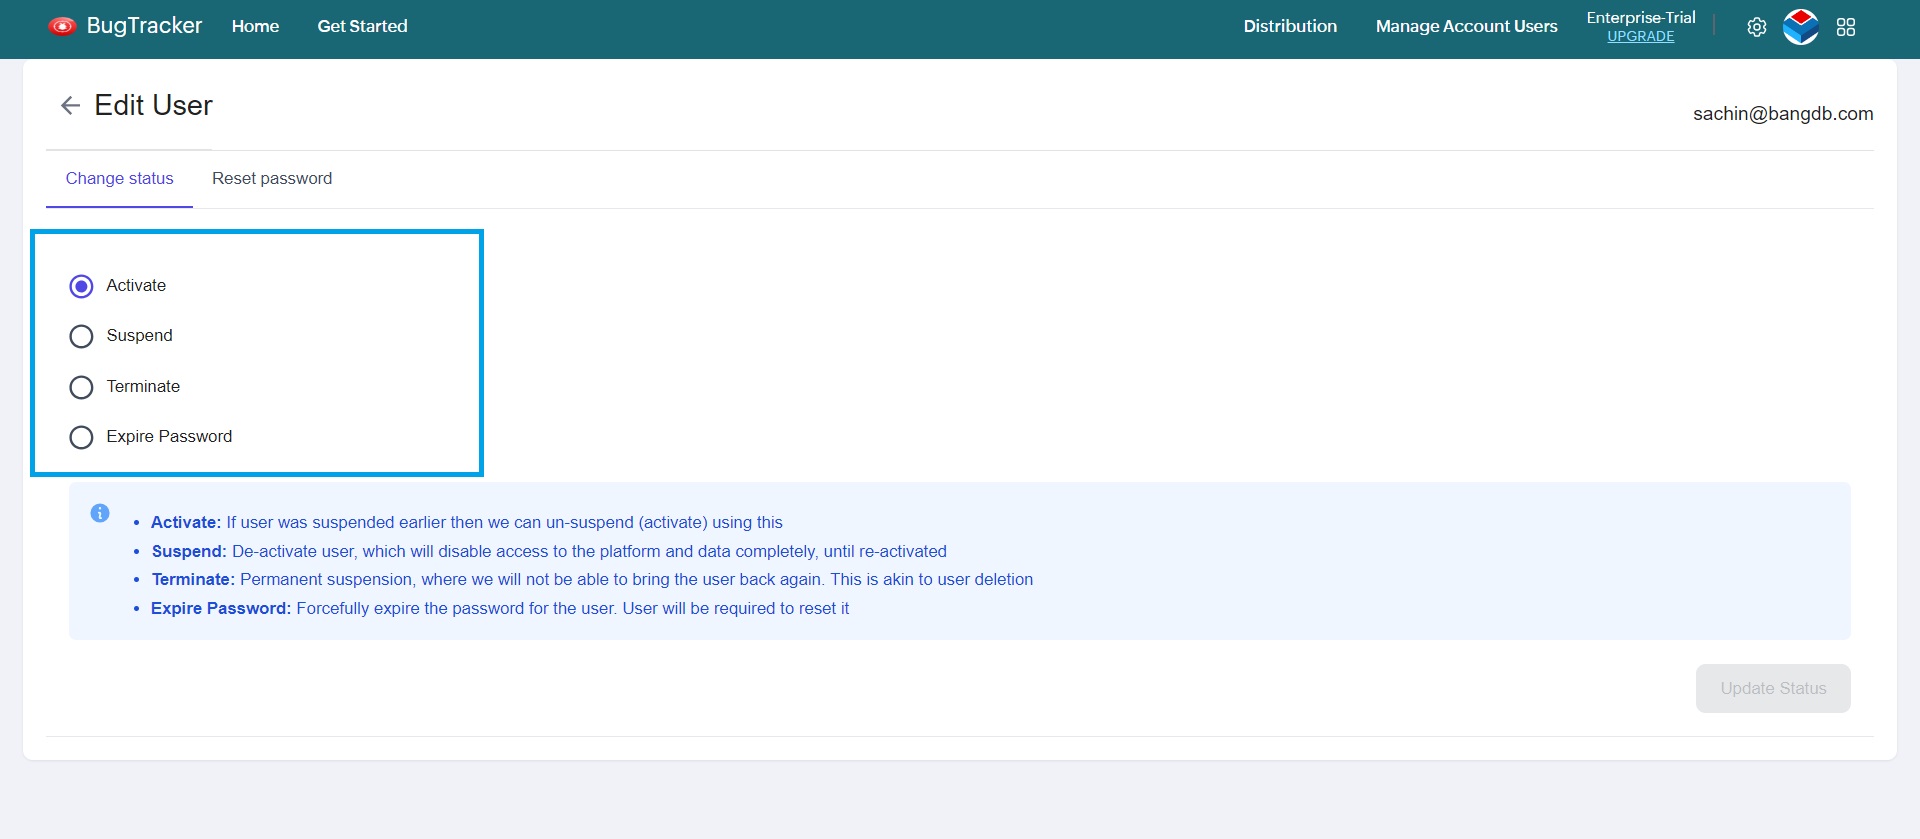 BugTracker Home Get Started Distribution Manage Account Users Enterprise-Trial
UPGRADE
Edit User
sachin@bangdb.com
Change status Reset password
Activate
Suspend
Terminate
Expire Password
• Activate: If user was suspended earlier then we can un-suspend (activate) using this
• Suspend: De-activate user, which will disable access to the platform and data completely, until re-activated
• Terminate: Permanent suspension, where we will not be able to bring the user back again. This is akin to user deletion
• Expire Password: Forcefully expire the password for the user. User will be required to reset it
Update Status